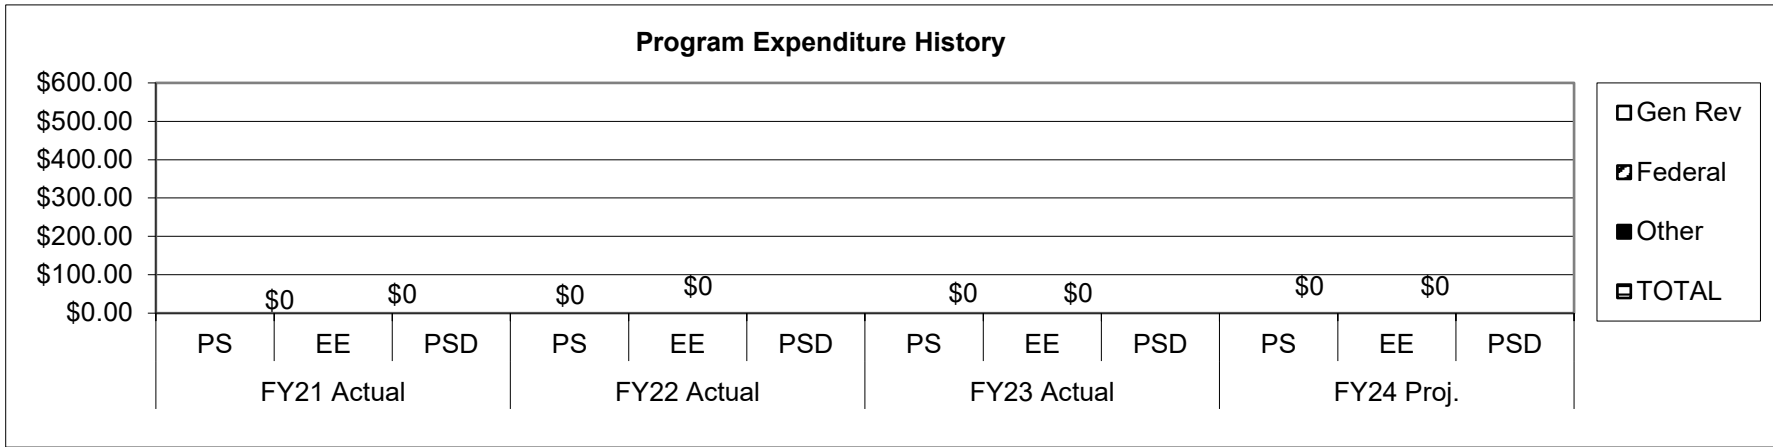 Program Expenditure History
$600.00
$500.00
$400.00
$300.00
$200.00
$100.00
$0.00
$0 $0 $0 $0 $0 $0 $0 $0
PS EE PSD PS EE PSD PS EE PSD PS EE PSD
FY21 Actual FY22 Actual FY23 Actual FY24 Proj.
Gen Rev
Federal
Other
TOTAL